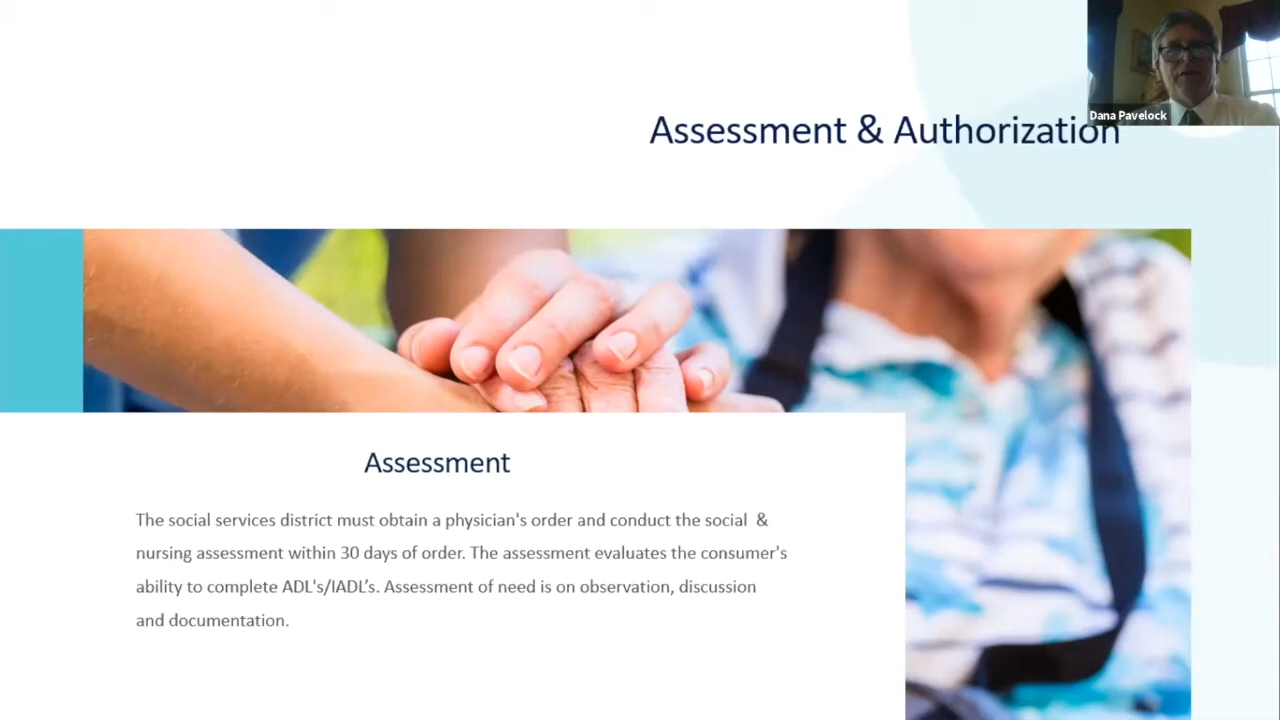 Dana Pavelock
Assessment & Authorization
Assessment
The social services district must obtain a physician's order and conduct the social  &
nursing assessment within 30 days of order. The assessment evaluates the consumer's
ability to complete ADL's/IADL’s. Assessment of need is on observation, discussion
and documentation.